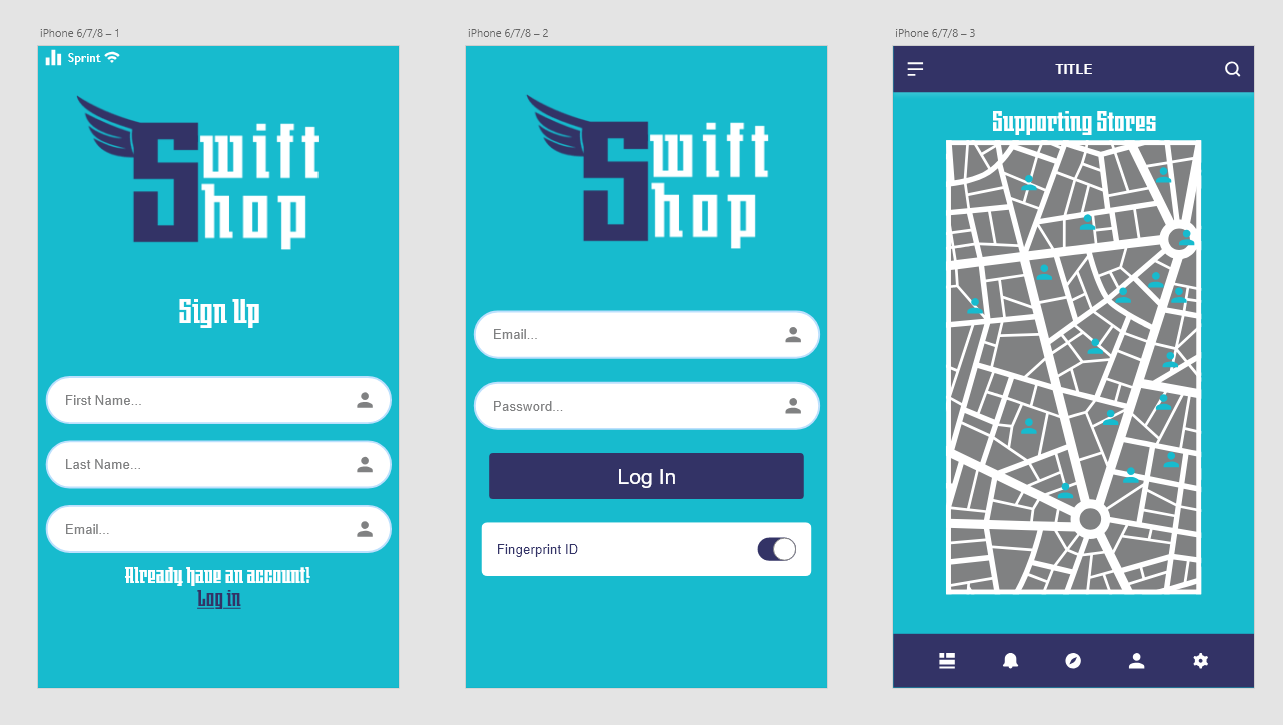 iPhone 6/7/8 – 1
Sprint
Swift
Shop
Sign Up
First Name...
Last Name...
Email...
Already have an account!
Log in
iPhone 6/7/8 – 2
Swift
Shop
Email...
Password...
Log In
Fingerprint ID
iPhone 6/7/8 – 3
TITLE
Supporting Stores